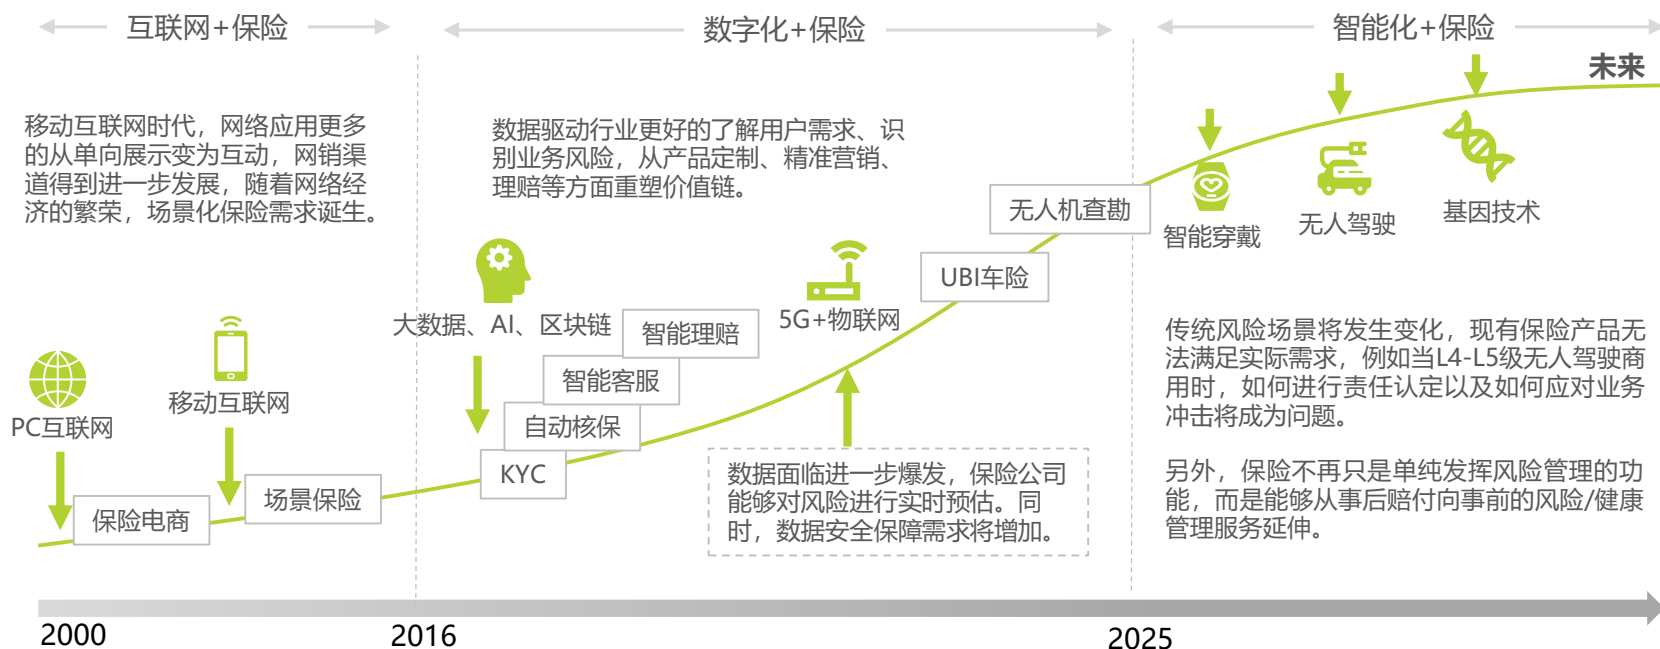 互联网+保险
数字化+保险
智能化+保险
未来
移动互联网时代，网络应用更多
的从单向展示变为互动，网销渠
道得到进一步发展，随着网络经
济的繁荣，场景化保险需求诞生。
数据驱动行业更好的了解用户需求、识
别业务风险，从产品定制、精准营销、
理赔等方面重塑价值链。
无人机查勘
智能穿戴
无人驾驶
基因技术
UBI车险
大数据、AI、区块链
智能理赔
5G+物联网
智能客服
自动核保
KYC
PC互联网
移动互联网
保险电商
场景保险
数据面临进一步爆发，保险公司
能够对风险进行实时预估。同
时，数据安全保障需求将增加。
传统风险场景将发生变化，现有保险产品无
法满足实际需求，例如当L4-L5级无人驾驶商
用时，如何进行责任认定以及如何应对业务
冲击将成为问题。
另外，保险不再只是单纯发挥风险管理的功
能，而是能够从事后赔付向事前的风险/健康
管理服务延伸。
2000
2016
2025